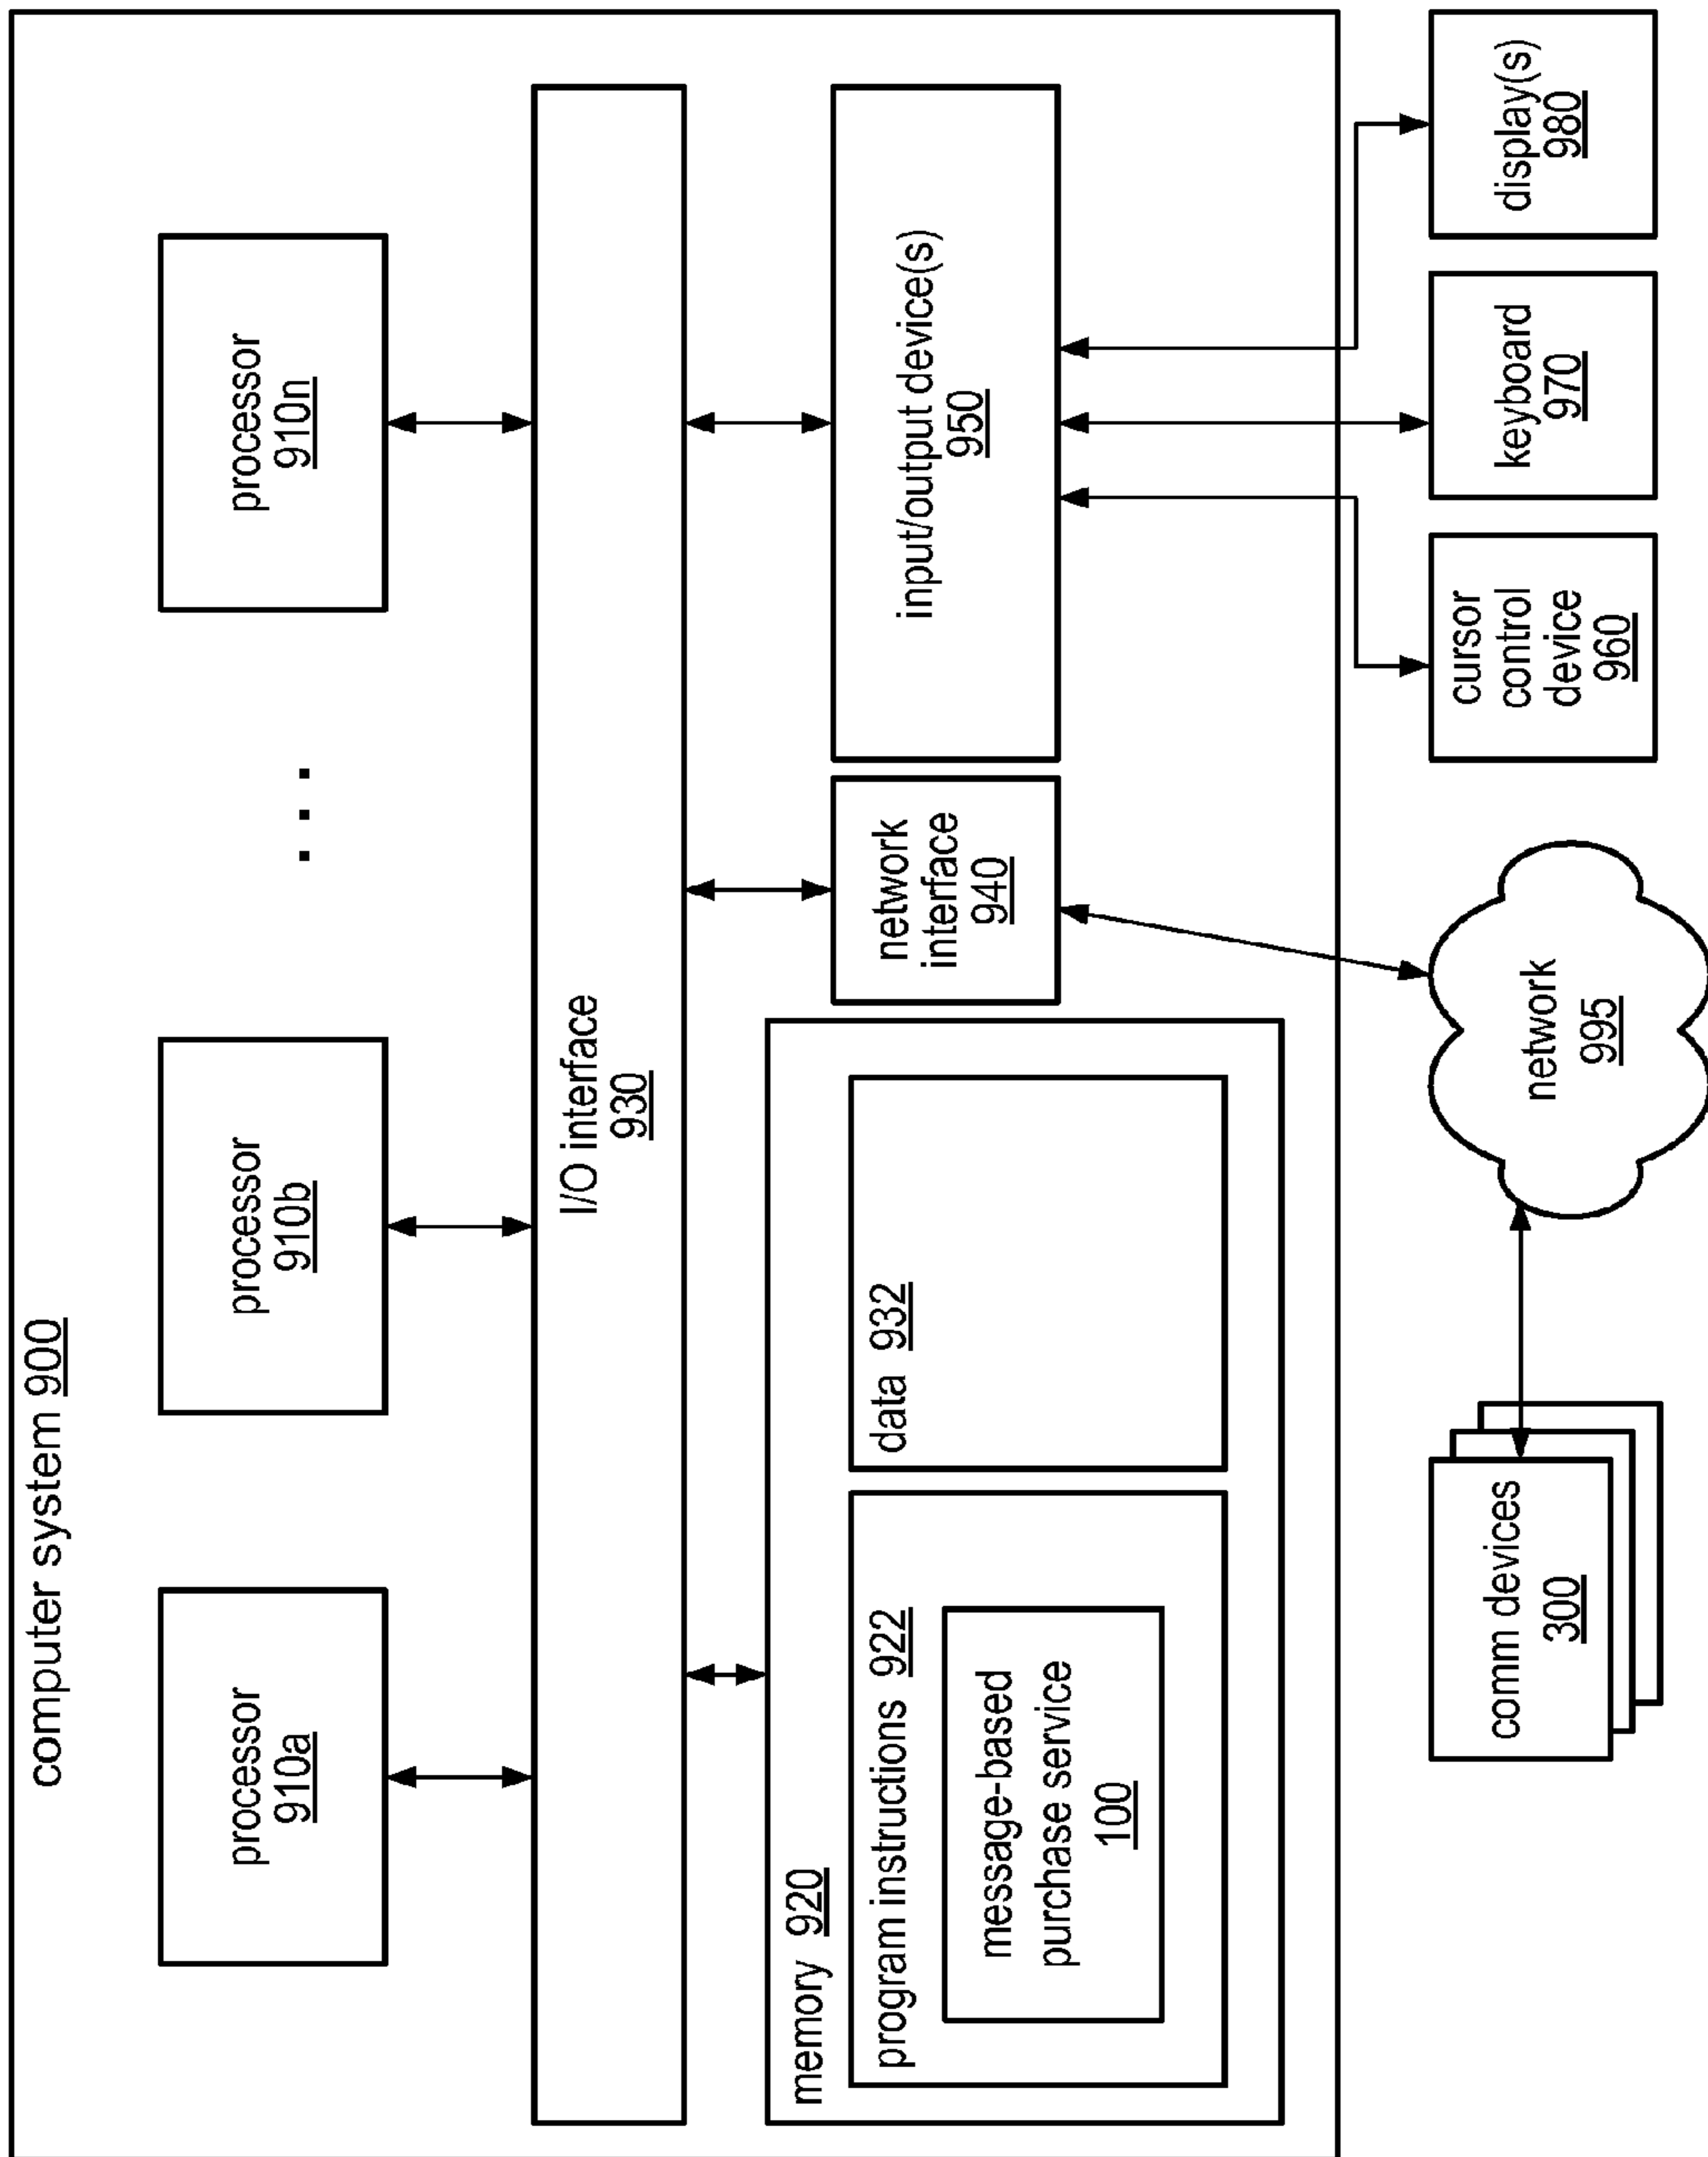 computer system 900
processor
910a
processor
910b
. . .
processor
910n
I/O interface
930
memory 920
program instructions 922
message-based
purchase service
100
data 932
network
interface
940
input/output device(s)
950
comm devices
300
network
995
cursor
control
device
960
keyboard
970
display(s)
980